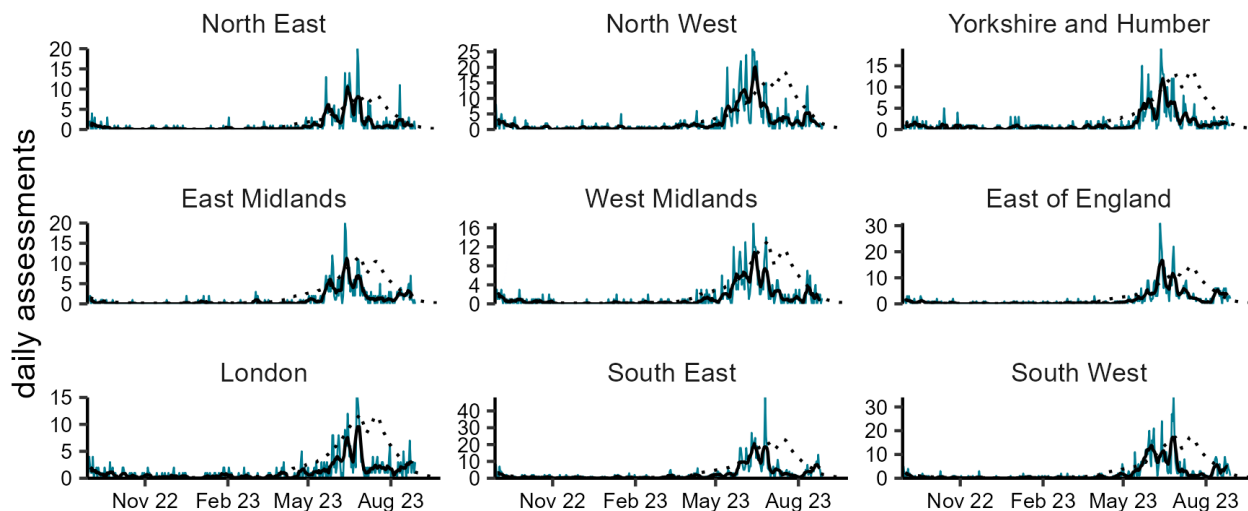 North East North West Yorkshire and Humber
20 25 15
15 20 10
10 15 5
5 10 0
0 5
0
daily assessments
East Midlands West Midlands East of England
20 16 30
15 12 20
10 8 10
5 4 0
0 0
London South East South West
15 40 30
10 30 20
5 20 10
0 10 0
0
Nov 22 Feb 23 May 23 Aug 23 Nov 22 Feb 23 May 23 Aug 23 Nov 22 Feb 23 May 23 Aug 23